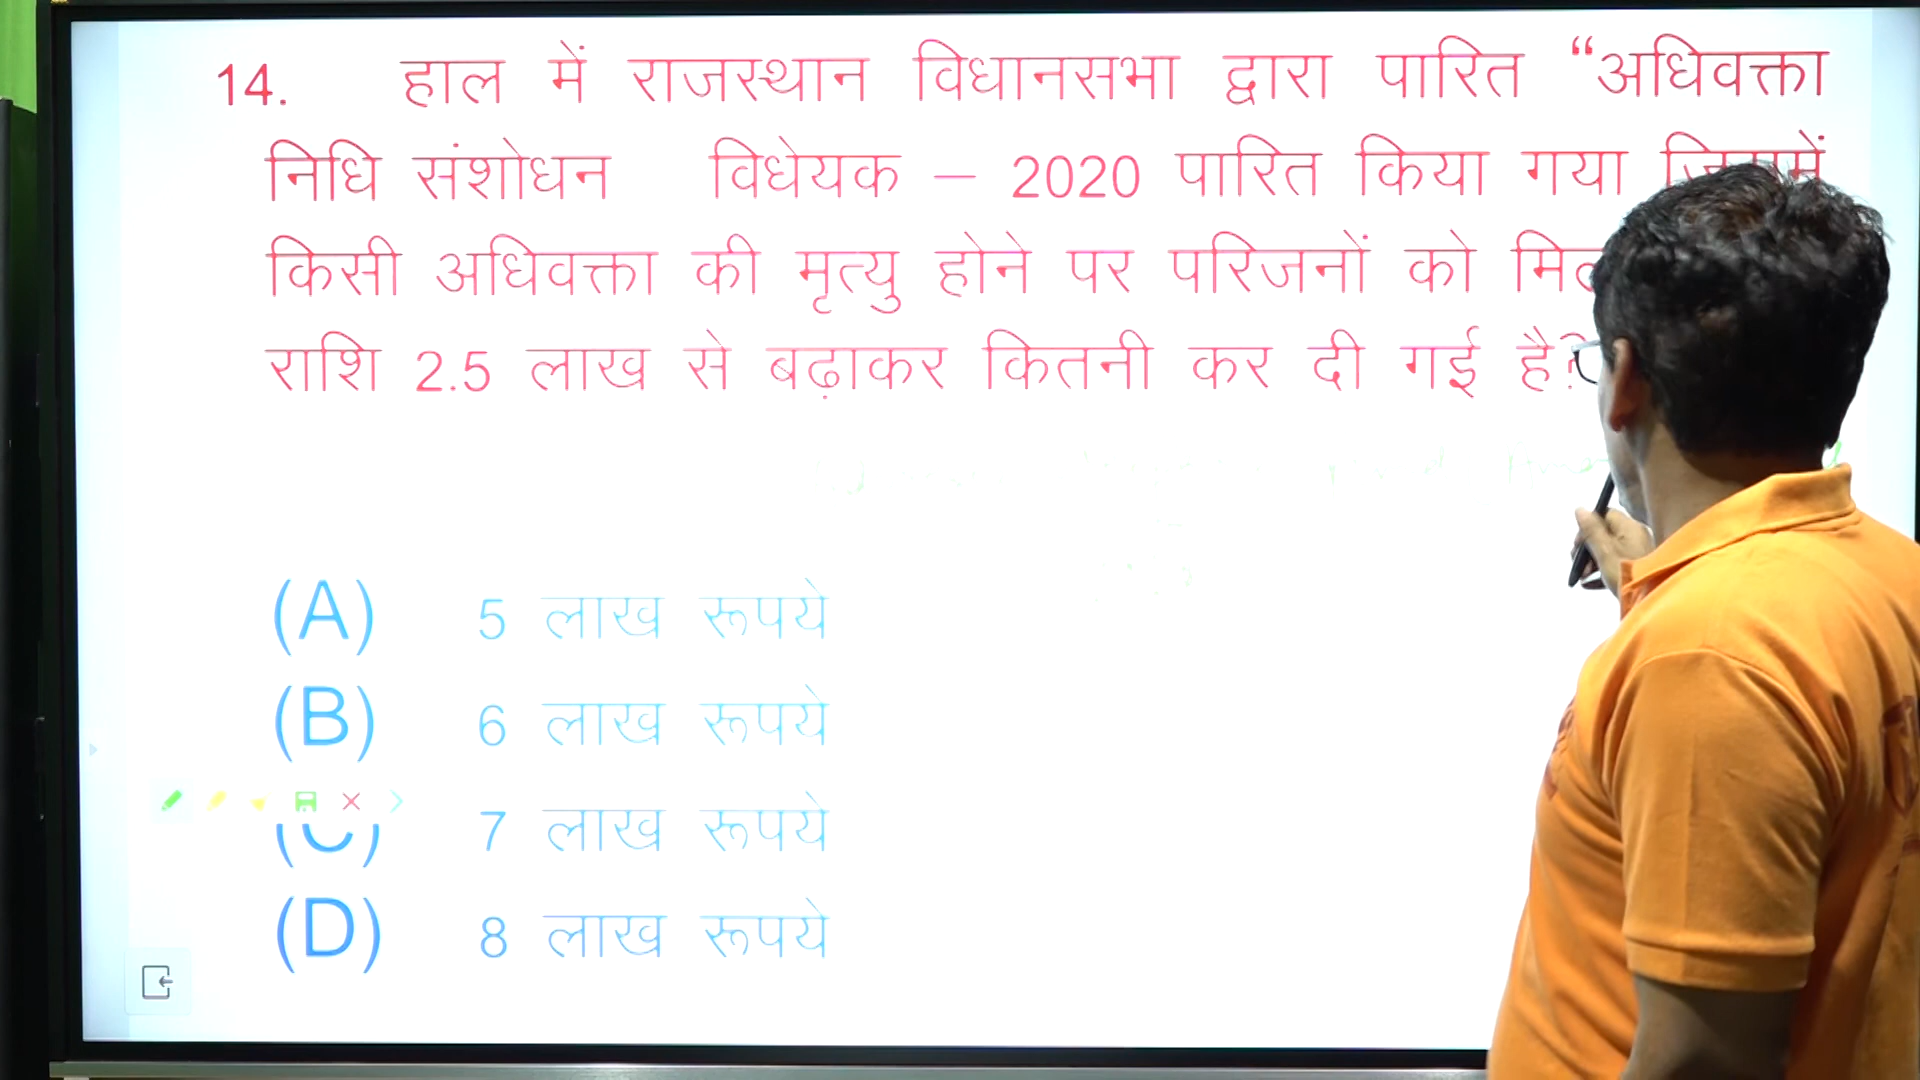 14. हाल में राजस्थान विधानसभा द्वारा पारित “अधिवक्ता
निधि संशोधन विधेयक – 2020 पारित किया गया
किसी अधिवक्ता की मृत्यु होने पर परिजनों को
राशि 2.5 लाख से बढ़ाकर कितनी कर दी गई है?
(A) 5 लाख रूपये
(B) 6 लाख रूपये
(C) 7 लाख रूपये
(D) 8 लाख रूपये